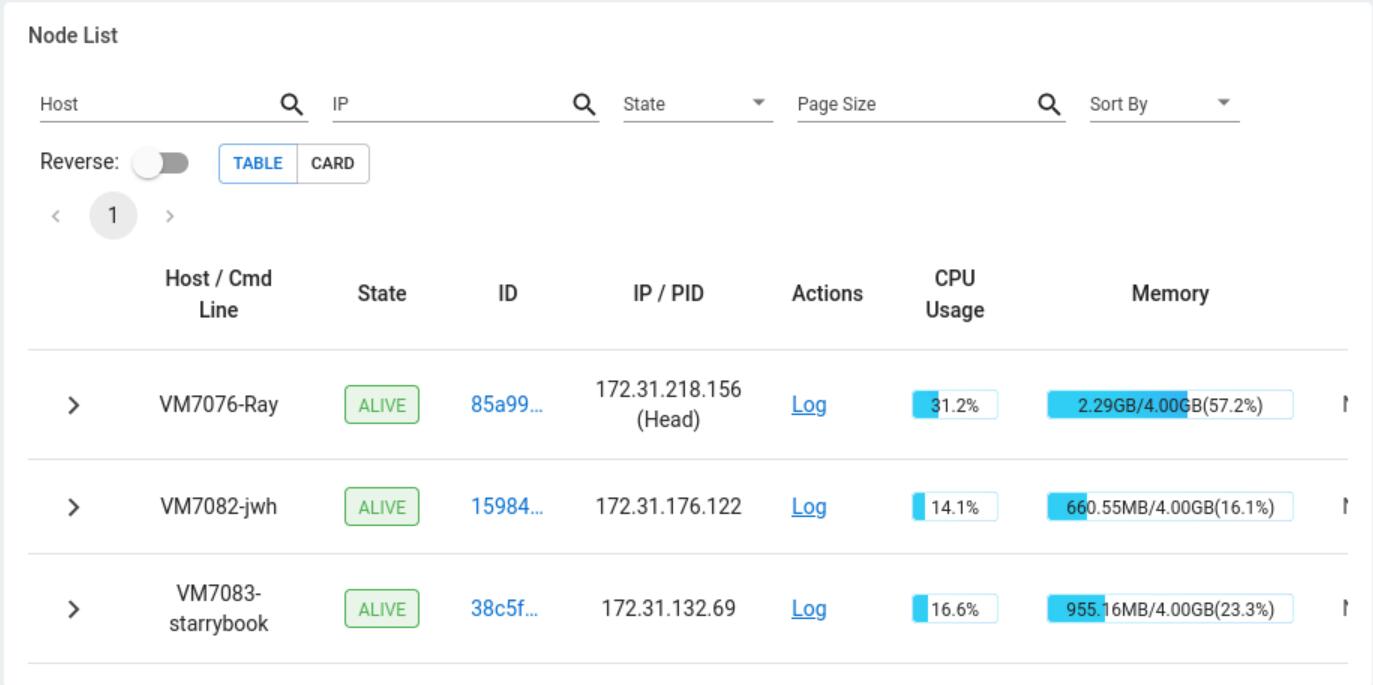 Node List
Host IP State Page Size Sort By
Reverse: TABLE CARD
1
Host / Cmd Line State ID IP / PID Actions CPU Usage Memory
VM7076-Ray ALIVE 85a99... 172.31.218.156 (Head) Log 31.2% 2.29GB/4.00GB(57.2%)
VM7082-jwh ALIVE 15984... 172.31.176.122 Log 14.1% 660.55MB/4.00GB(16.1%)
VM7083-starrybook ALIVE 38c5f... 172.31.132.69 Log 16.6% 955.16MB/4.00GB(23.3%)